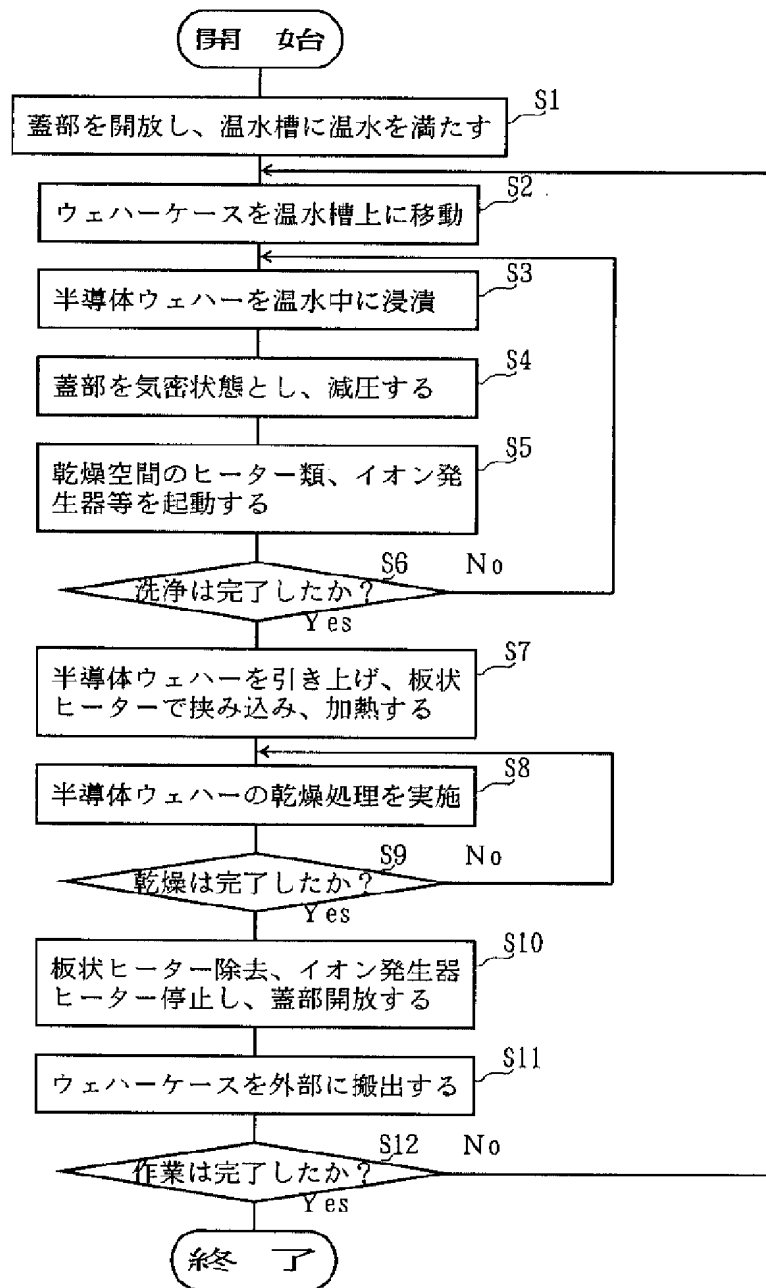 開 始
S1
蓋部を開放し、温水槽に温水を満たす
S2
ウェハーケースを温水槽上に移動
S3
半導体ウェハーを温水中に浸漬
S4
蓋部を気密状態とし、減圧する
S5
乾燥空間のヒーター類、イオン発
生器等を起動する
S6
No
洗浄は完了したか?
Yes
S7
半導体ウェハーを引き上げ、板状
ヒーターで挟み込み、加熱する
S8
半導体ウェハーの乾燥処理を実施
S9
No
乾燥は完了したか?
Yes
S10
板状ヒーター除去、イオン発生器
ヒーター停止し、蓋部開放する
S11
ウェハーケースを外部に搬出する
S12
No
作業は完了したか?
Yes
終 了